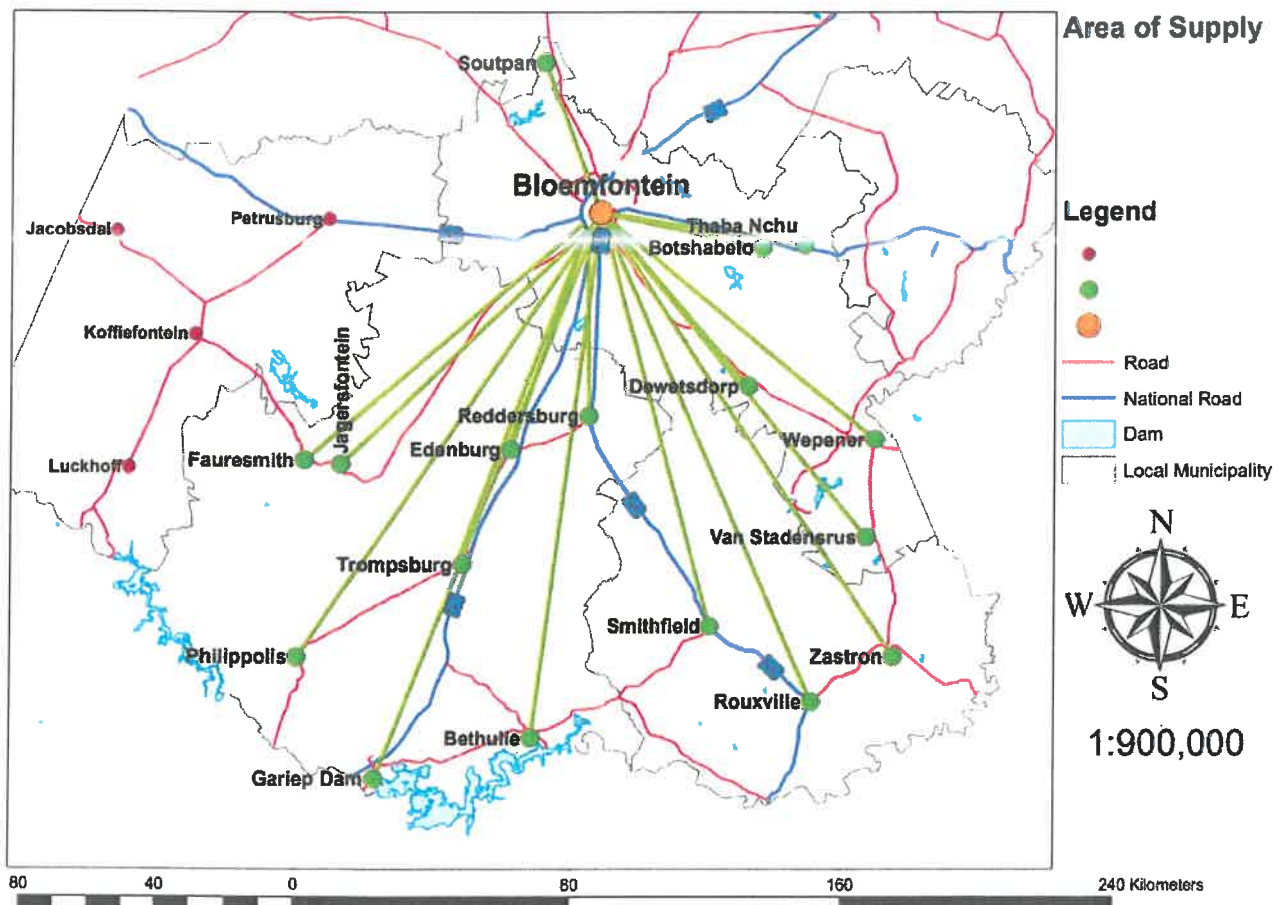 Area of Supply
Soutpan
Bloemfontein
Thaba Nchu
Botshabelo
Petrusburg
Jacobsdal
Koffiefontein
Jagersfontein
Dewetsdorp
Reddersburg
Wepener
Edenburg
Fauresmith
Luckhoff
Van Stadensrus
Trompsburg
Smithfield
Zastron
Philippolis
Rouxville
Bethulie
Gariep Dam
Legend
Road
National Road
Dam
Local Municipality
N
W
E
S
1:900,000
80 40 0 80 160 240 Kilometers